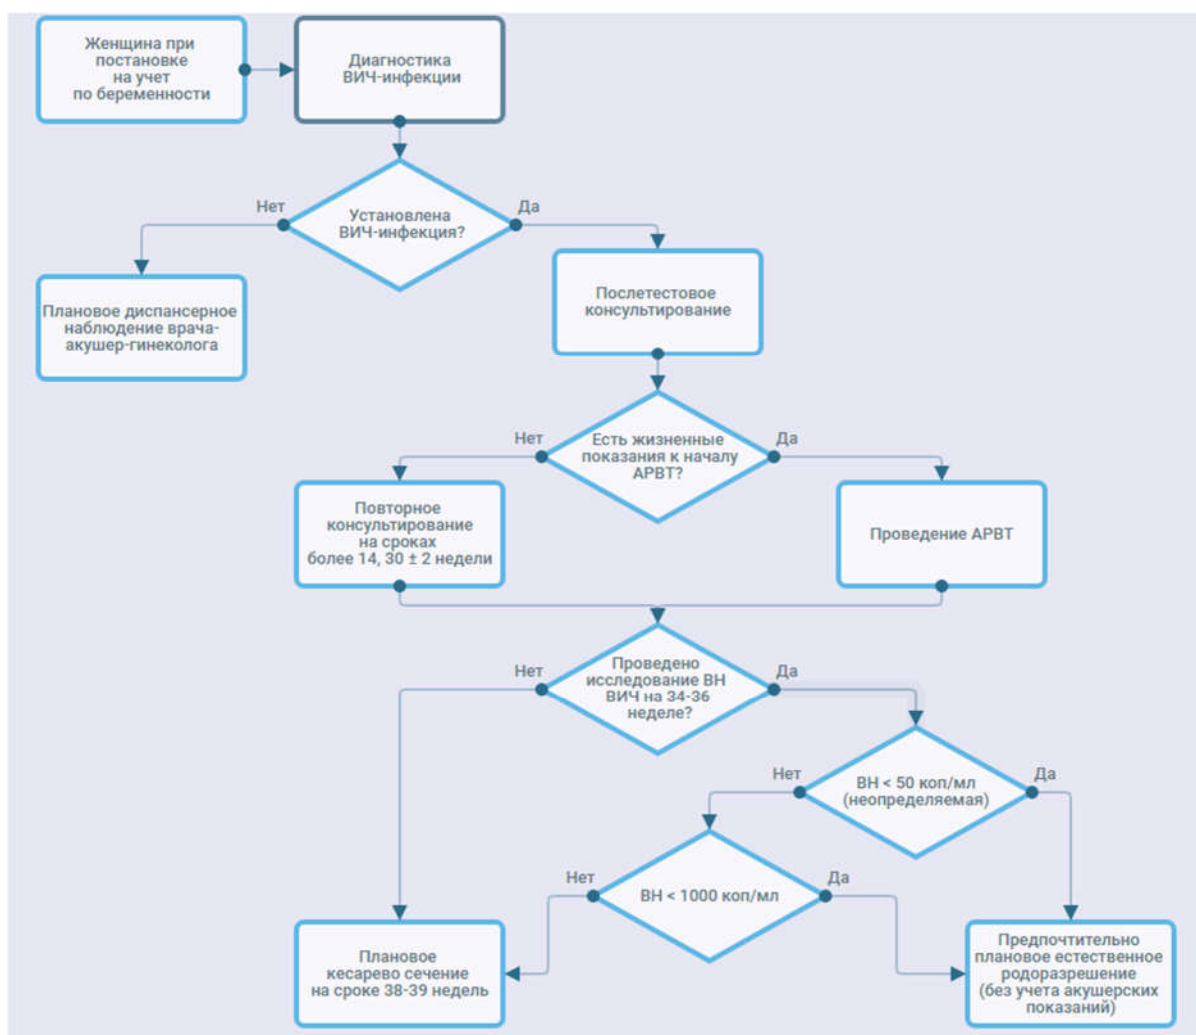 Женщина при
постановке
на учет
по беременности
Диагностика
ВИЧ-инфекции
Нет
Установлена
ВИЧ-инфекция?
Да
Плановое диспансерное
наблюдение врача-
акушер-гинеколога
Послетестовое
консультирование
Нет
Есть жизненные
показания к началу
АРВТ?
Да
Повторное
консультирование
на сроках
более 14, 30 ± 2 недели
Проведение АРВТ
Нет
Проведено
исследование ВН
ВИЧ на 34-36
неделе?
Да
Нет
ВН < 50 коп/мл
(неопределяемая)
Да
Нет
ВН < 1000 коп/мл
Да
Плановое
кесарево сечение
на сроке 38-39 недель
Предпочтительно
плановое естественное
родоразрешение
(без учета акушерских
показаний)